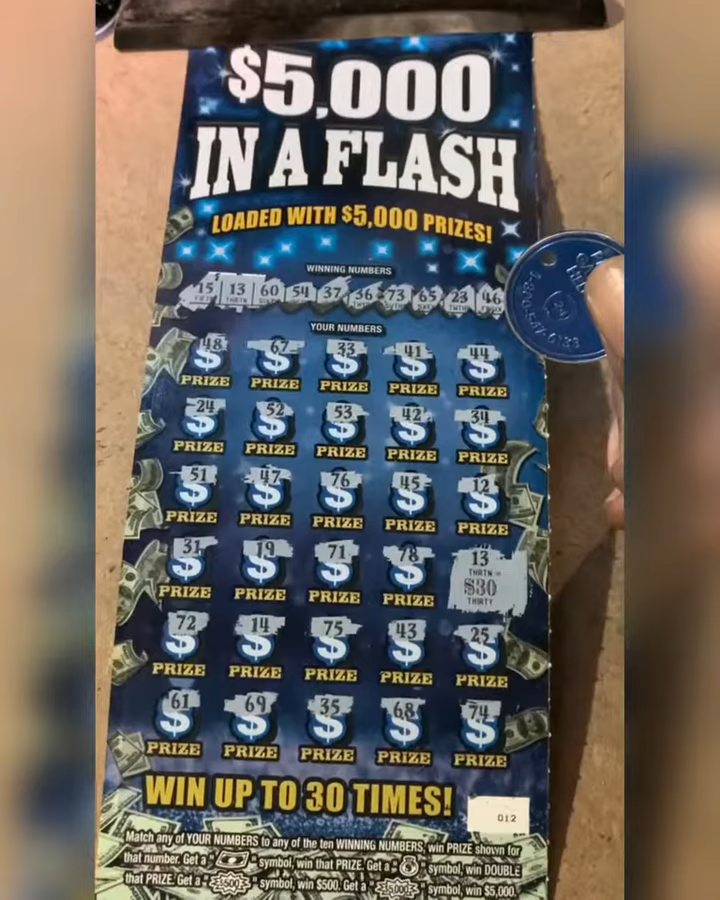 $5,000
IN A FLASH
LOADED WITH $5,000 PRIZES!
WINNING NUMBERS
15 13 60 54 37 36 73 65 23 46
THRTN
YOUR NUMBERS
48 67 33 41 44
$ $ $ $ $
PRIZE PRIZE PRIZE PRIZE PRIZE
24 52 53 42 34
$ $ $ $ $
PRIZE PRIZE PRIZE PRIZE PRIZE
51 47 76 45 12
$ $ $ $ $
PRIZE PRIZE PRIZE PRIZE PRIZE
31 19 71 78 13
THRTN
$ $ $ $ $30
THIRTY
PRIZE PRIZE PRIZE PRIZE
72 14 75 43 25
$ $ $ $ $
PRIZE PRIZE PRIZE PRIZE PRIZE
61 69 35 68 74
$ $ $ $ $
PRIZE PRIZE PRIZE PRIZE PRIZE
WIN UP TO 30 TIMES!
012
Match any of YOUR NUMBERS to any of the ten WINNING NUMBERS, win PRIZE shown for
that number. Get a " " symbol, win that PRIZE. Get a " " symbol, win DOUBLE
that PRIZE. Get a " $500 " symbol, win $500. Get a " $5,000 " symbol, win $5,000.